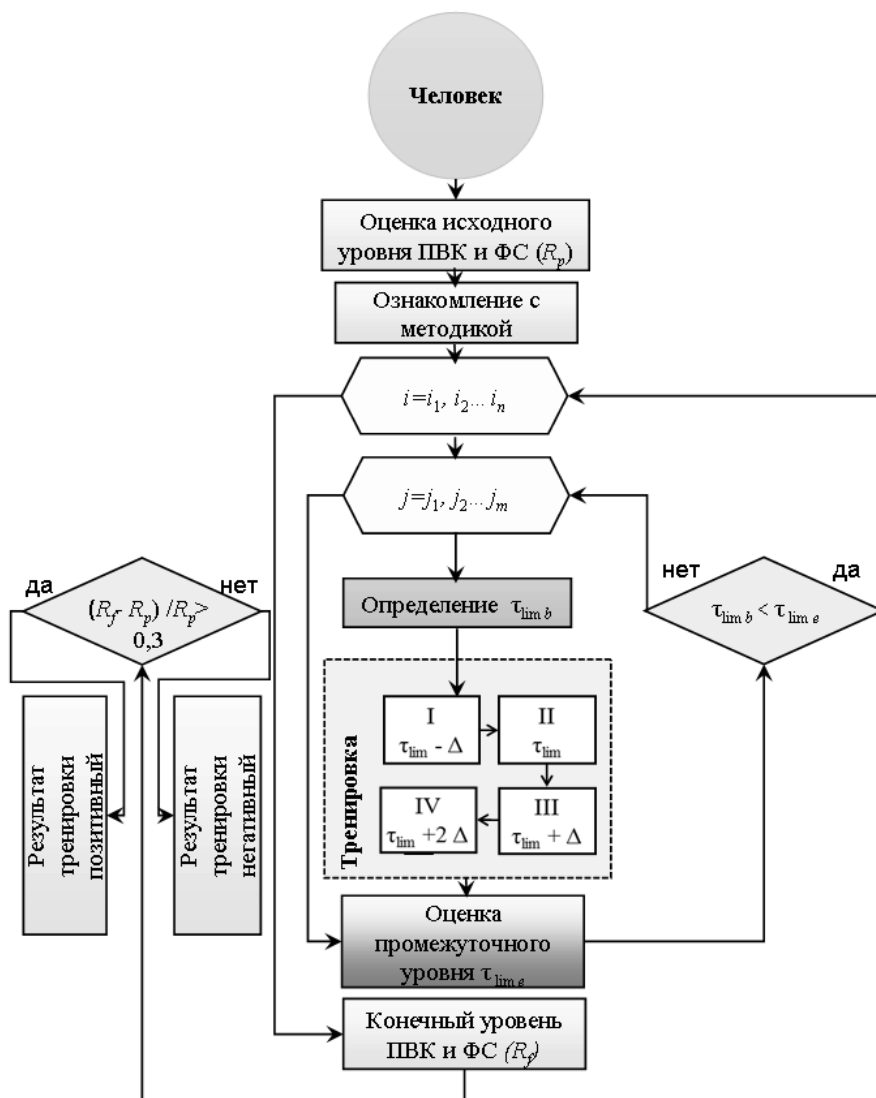 Человек
Оценка исходного
уровня ПВК и ФС (Rp)
Ознакомление с
методикой
i=i1, i2... in
j=j1, j2... jm
да
нет
(Rf- Rp) /Rp>
0,3
нет
да
τlim b < τlim e
Определение τlim b
Тренировка
I
τlim - Δ
II
τlim
IV
τlim +2 Δ
III
τlim + Δ
Результат
тренировки
позитивный
Результат
тренировки
негативный
Оценка
промежуточного
уровня τlim e
Конечный уровень
ПВК и ФС (Rf)